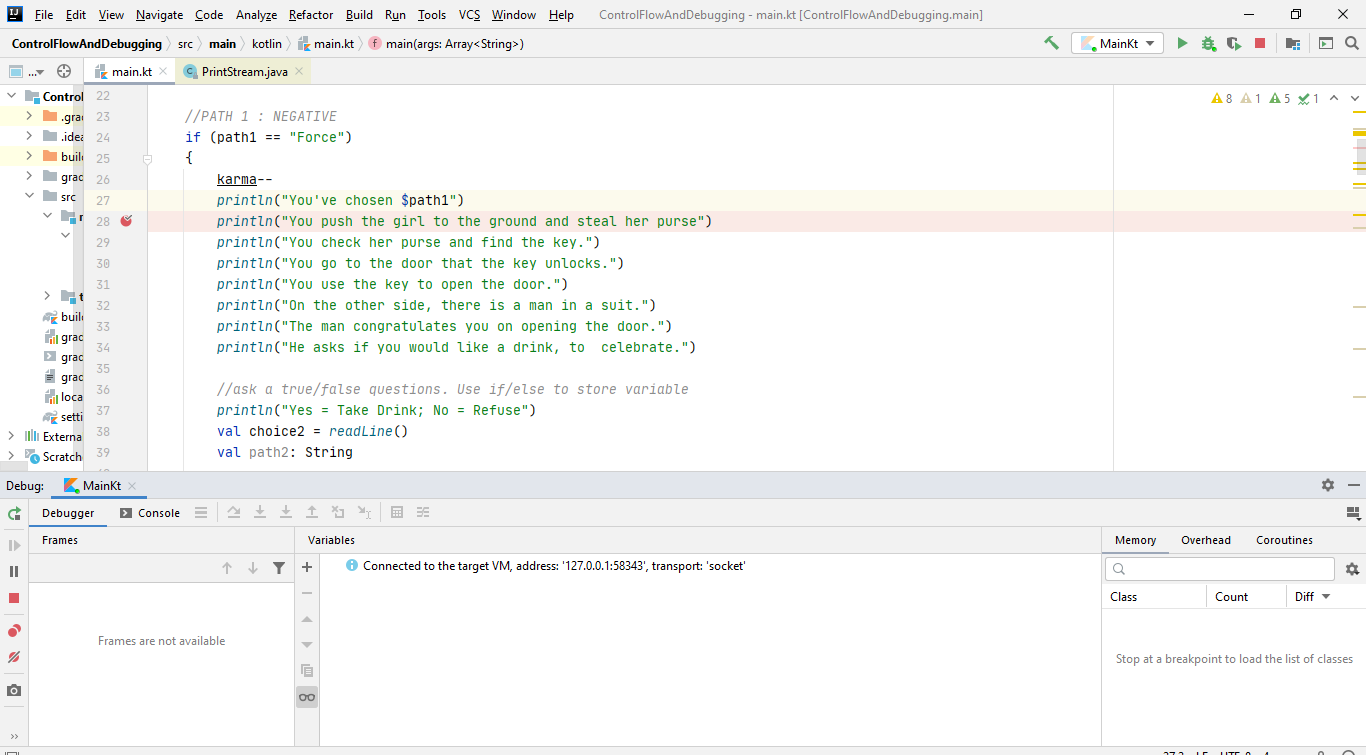 File Edit View Navigate Code Analyze Refactor Build Run Tools VCS Window Help ControlFlowAndDebugging - main.kt [ControlFlowAndDebugging.main]
ControlFlowAndDebugging src main kotlin main.kt main(args: Array<String>) MainKt
... main.kt PrintStream.java
Control
.gra
.idea
build
grad
src
build
grad
grad
grad
loca
setti
Externa
Scratch
8 1 5 1
22
23 //PATH 1 : NEGATIVE
24 if (path1 == "Force")
25 {
26 karma--
27 println("You've chosen $path1")
28 println("You push the girl to the ground and steal her purse")
29 println("You check her purse and find the key.")
30 println("You go to the door that the key unlocks.")
31 println("You use the key to open the door.")
32 println("On the other side, there is a man in a suit.")
33 println("The man congratulates you on opening the door.")
34 println("He asks if you would like a drink, to  celebrate.")
35
36 //ask a true/false questions. Use if/else to store variable
37 println("Yes = Take Drink; No = Refuse")
38 val choice2 = readLine()
39 val path2: String
Debug: MainKt
Debugger Console
Frames Variables Memory Overhead Coroutines
Connected to the target VM, address: '127.0.0.1:58343', transport: 'socket'
Class Count Diff
Frames are not available
Stop at a breakpoint to load the list of classes